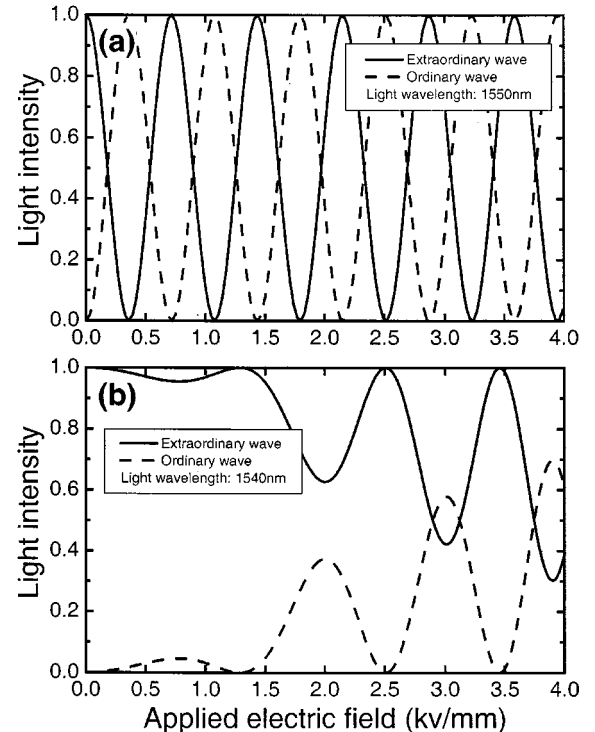 (a)
Extraordinary wave
Ordinary wave
Light wavelength: 1550nm
Light intensity
1.0
0.8
0.6
0.4
0.2
0.0
0.0 0.5 1.0 1.5 2.0 2.5 3.0 3.5 4.0
(b)
Extraordinary wave
Ordinary wave
Light wavelength: 1540nm
Light intensity
1.0
0.8
0.6
0.4
0.2
0.0
0.0 0.5 1.0 1.5 2.0 2.5 3.0 3.5 4.0
Applied electric field (kv/mm)